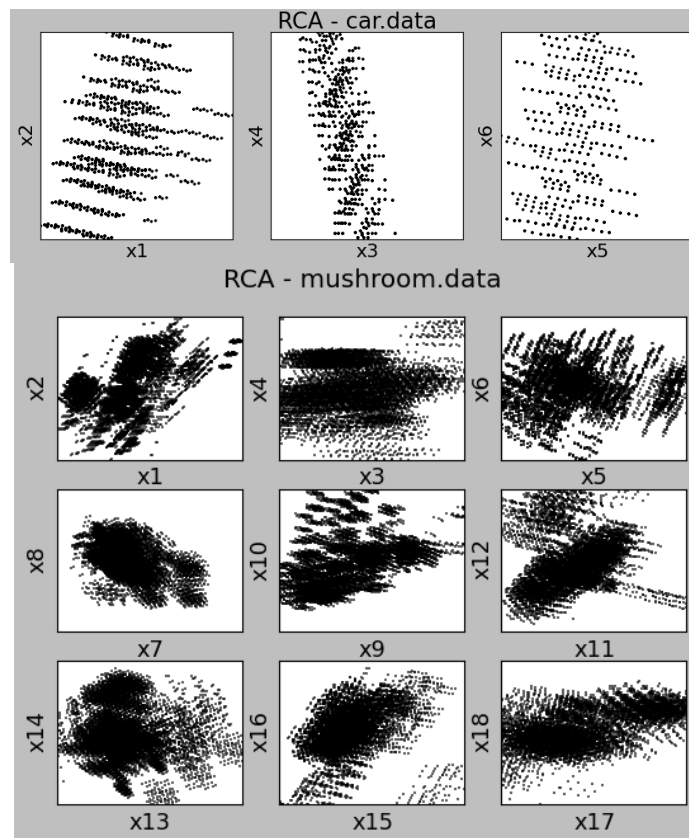 RCA - car.data
x2
x4
x6
x1
x3
x5
RCA - mushroom.data
x2
x4
x6
x1
x3
x5
x8
x10
x12
x7
x9
x11
x14
x16
x18
x13
x15
x17